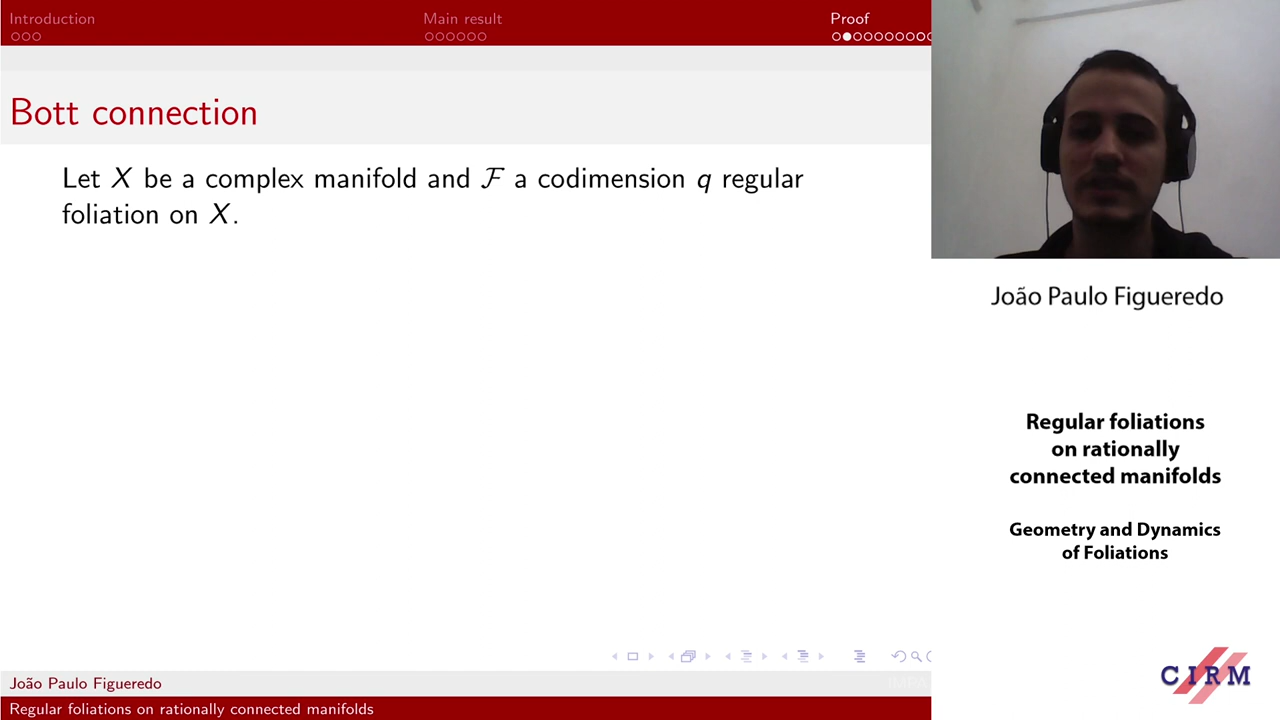 Introduction
Main result
Proof
Bott connection
Let X be a complex manifold and F a codimension q regular
foliation on X.
João Paulo Figueredo
Regular foliations on rationally connected manifolds
João Paulo Figueredo
Regular foliations
on rationally
connected manifolds
Geometry and Dynamics
of Foliations
CIRM